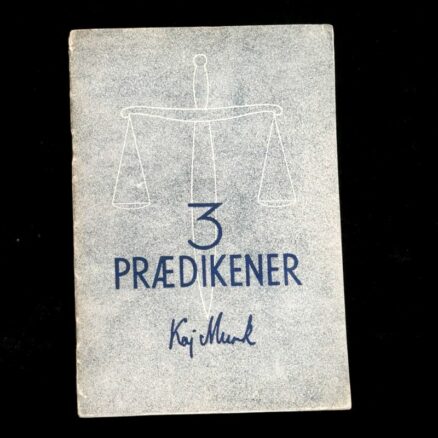 3
PRÆDIKENER
Kaj Munk